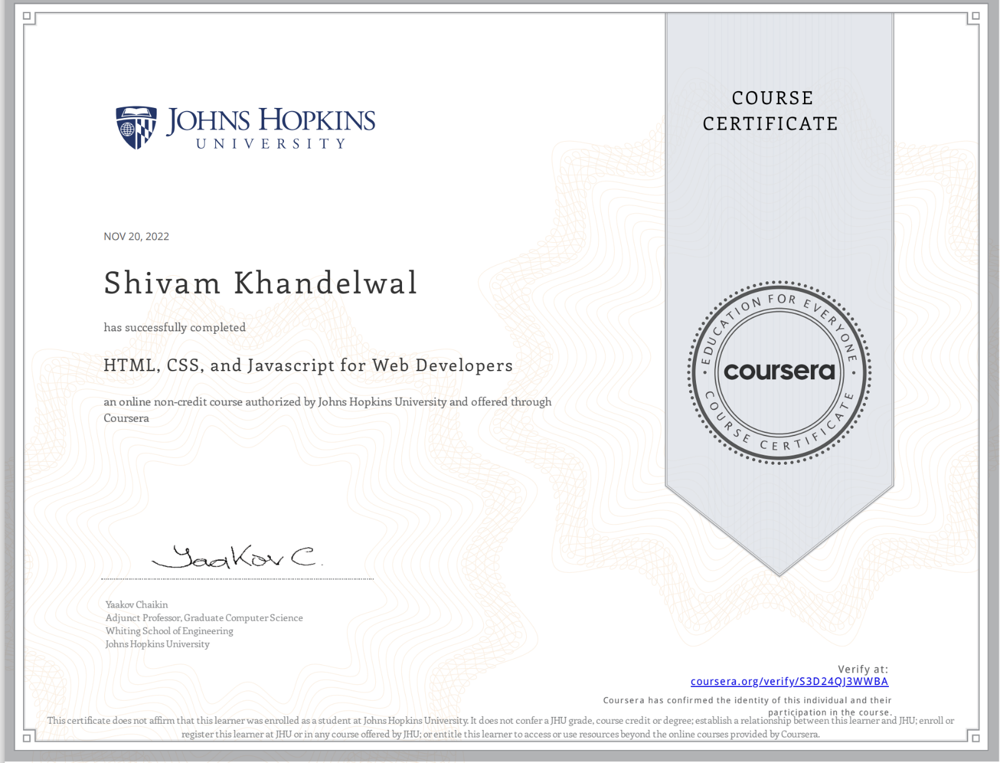 JOHNS HOPKINS
UNIVERSITY
COURSE
CERTIFICATE
NOV 20, 2022
Shivam Khandelwal
has successfully completed
HTML, CSS, and Javascript for Web Developers
an online non-credit course authorized by Johns Hopkins University and offered through
Coursera
EDUCATION FOR EVERYONE
coursera
COURSE CERTIFICATE
Yaakov C.
Yaakov Chaikin
Adjunct Professor, Graduate Computer Science
Whiting School of Engineering
Johns Hopkins University
Verify at:
coursera.org/verify/S3D24QJ3WWBA
Coursera has confirmed the identity of this individual and their
participation in the course.
This certificate does not affirm that this learner was enrolled as a student at Johns Hopkins University. It does not confer a JHU grade, course credit or degree; establish a relationship between this learner and JHU; enroll or
register this learner at JHU or in any course offered by JHU; or entitle this learner to access or use resources beyond the online courses provided by Coursera.